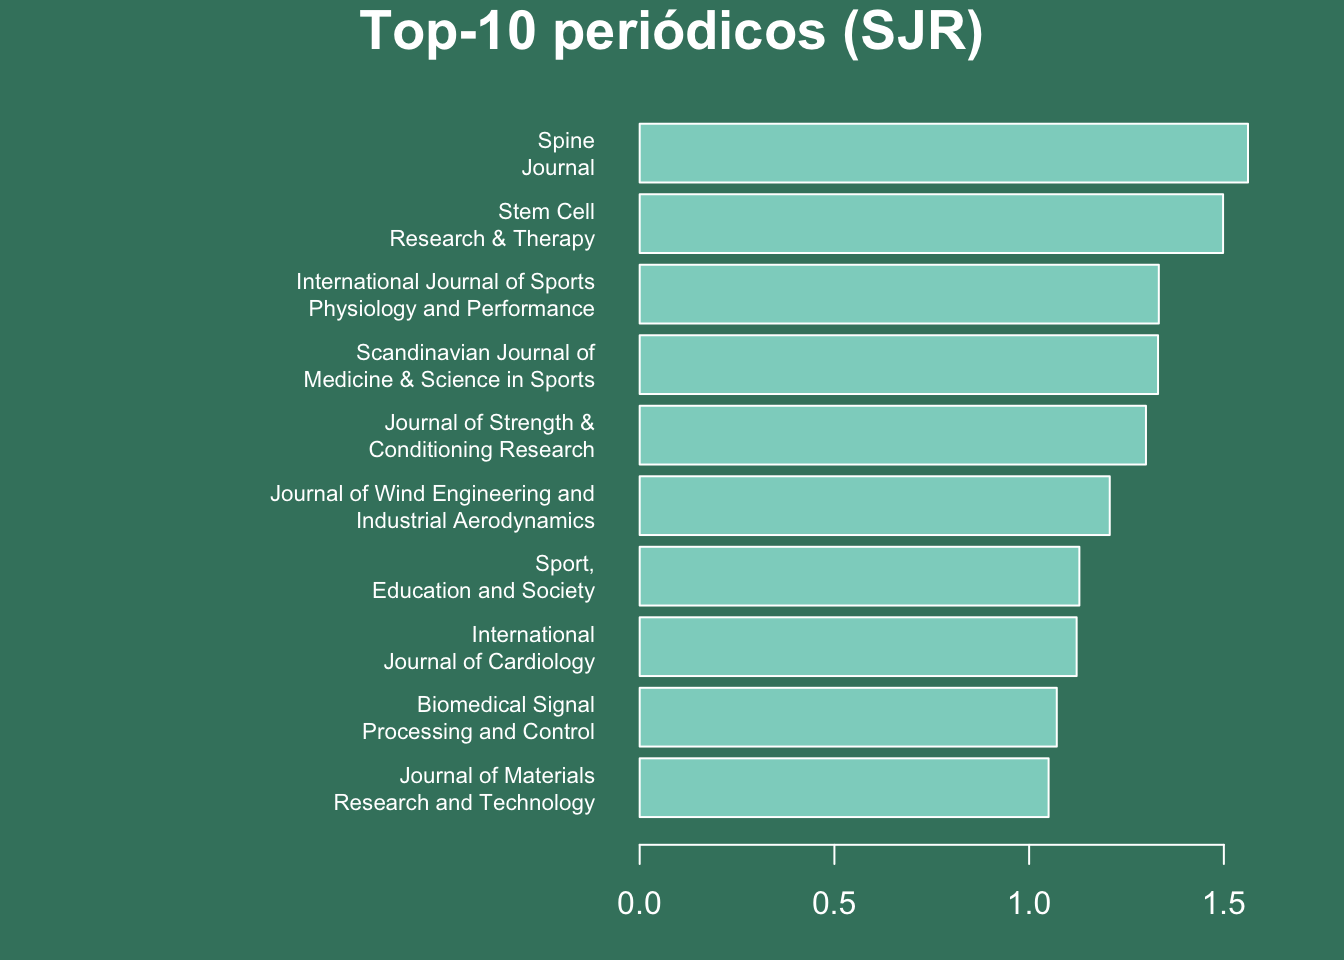 Top-10 periódicos (SJR)
Spine
Journal
Stem Cell
Research & Therapy
International Journal of Sports
Physiology and Performance
Scandinavian Journal of
Medicine & Science in Sports
Journal of Strength &
Conditioning Research
Journal of Wind Engineering and
Industrial Aerodynamics
Sport,
Education and Society
International
Journal of Cardiology
Biomedical Signal
Processing and Control
Journal of Materials
Research and Technology
0.0 0.5 1.0 1.5